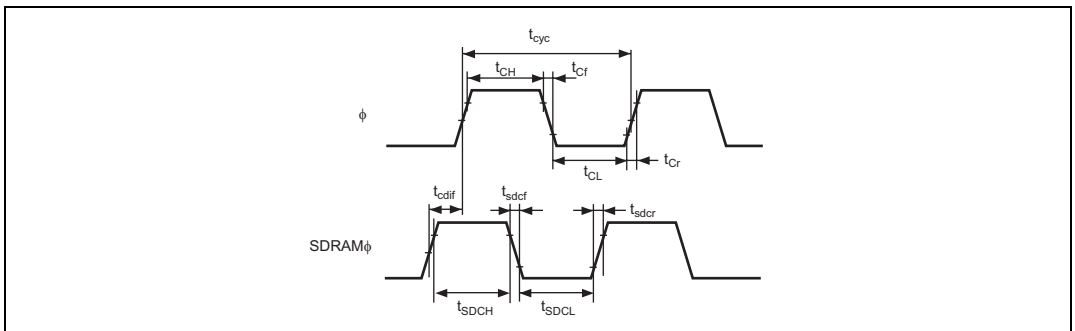 tcyc
tCH
tCf
ϕ
tCL
tCr
tcdif
tsdcf
tsdcr
SDRAMϕ
tSDCH
tSDCL